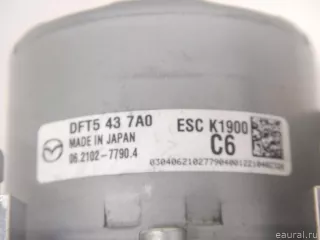 DFT5 43 7A0 ESC K1900
MADE IN JAPAN C6
06.2102-7790.4
eaural.ru